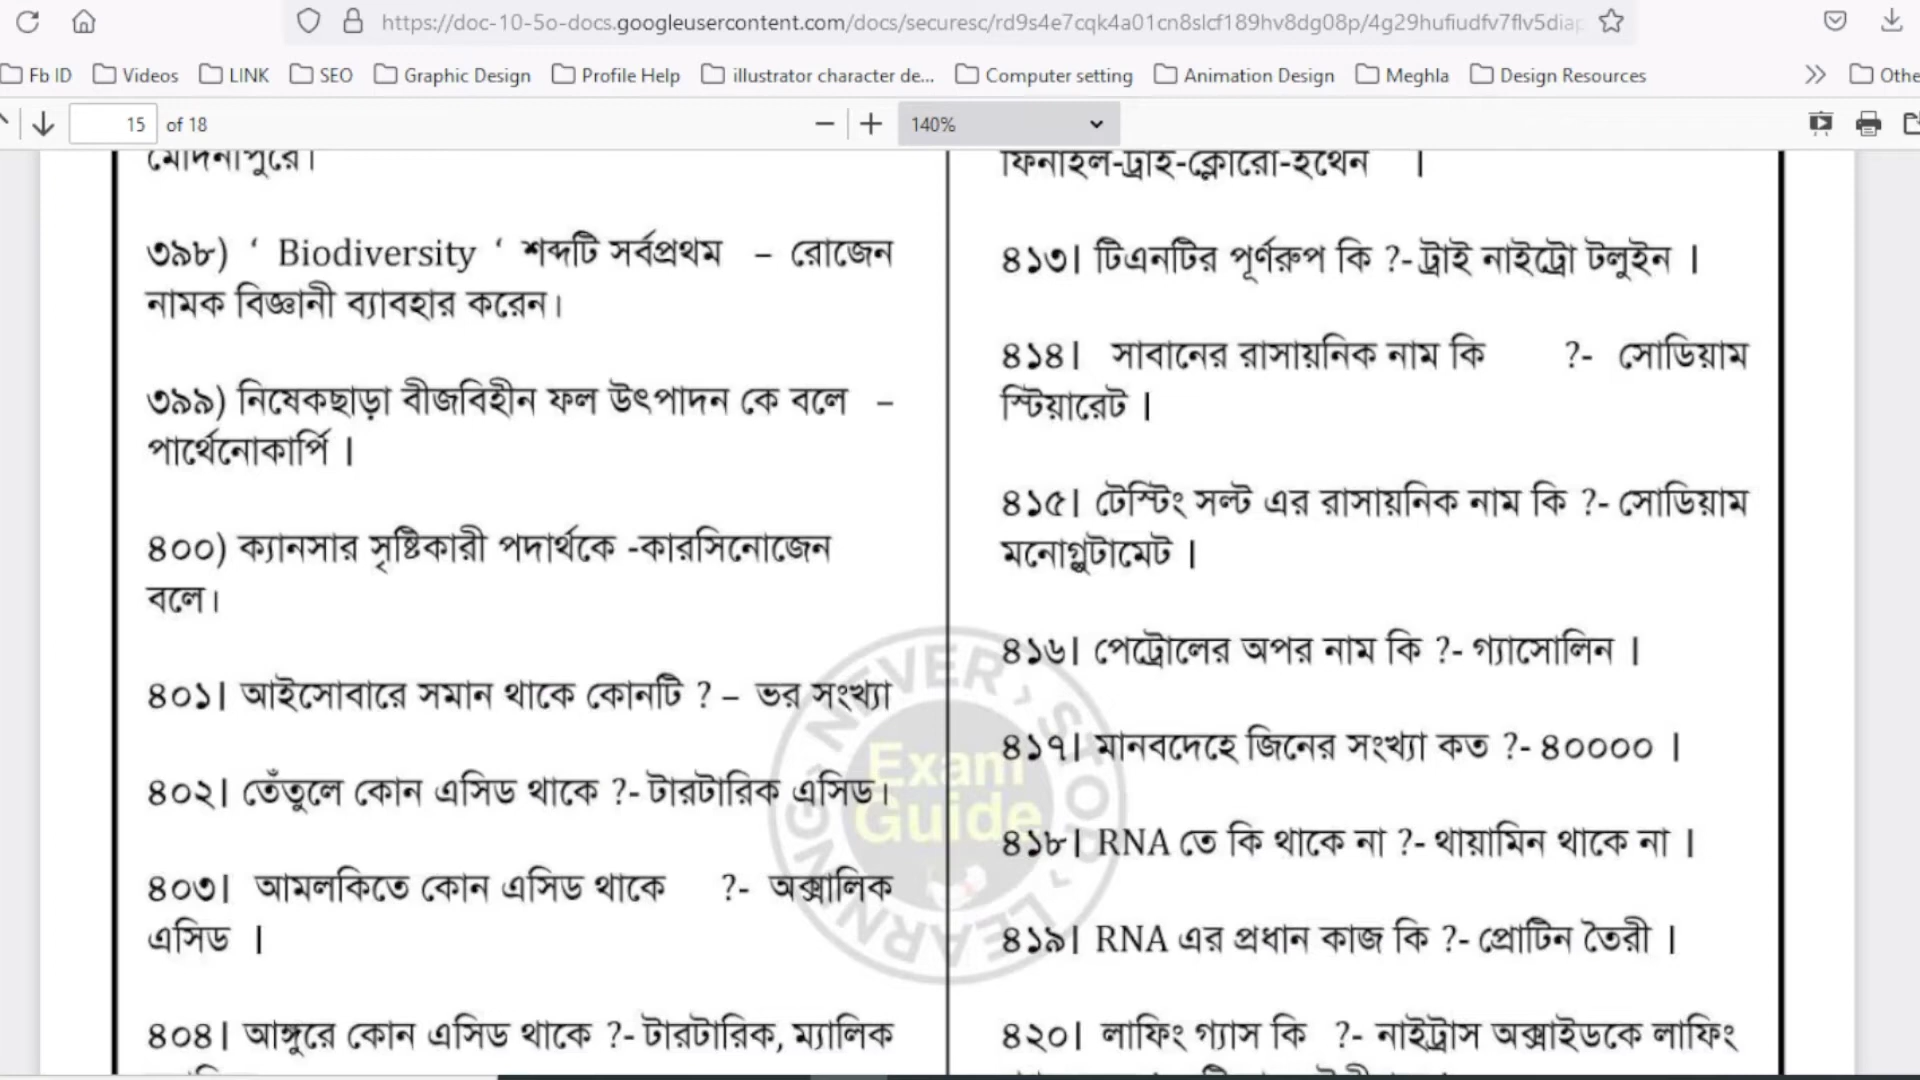 https://doc-10-5o-docs.googleusercontent.com/docs/securesc/rd9s4e7cqk4a01cn8slcf189hv8dg08p/4g29hufiudfv7flv5diap
Fb ID Videos LINK SEO Graphic Design Profile Help illustrator character de... Computer setting Animation Design Meghla Design Resources Othe
15 of 18 140%
মেদিনীপুরে।
৩৯৮) ‘ Biodiversity ‘ শব্দটি সর্বপ্রথম – রোজেন
নামক বিজ্ঞানী ব্যাবহার করেন।
৩৯৯) নিষেকছাড়া বীজবিহীন ফল উৎপাদন কে বলে –
পার্থেনোকার্পি ।
৪০০) ক্যানসার সৃষ্টিকারী পদার্থকে -কারসিনোজেন
বলে।
৪০১। আইসোবারে সমান থাকে কোনটি ? – ভর সংখ্যা
৪০২। তেঁতুলে কোন এসিড থাকে ?- টারটারিক এসিড।
৪০৩। আমলকিতে কোন এসিড থাকে ?- অক্সালিক
এসিড ।
৪০৪। আঙ্গুরে কোন এসিড থাকে ?- টারটারিক, ম্যালিক
ফিনাইল-ট্রাই-ক্লোরো-ইথেন ।
৪১৩। টিএনটির পূর্ণরুপ কি ?- ট্রাই নাইট্রো টলুইন ।
৪১৪। সাবানের রাসায়নিক নাম কি ?- সোডিয়াম
স্টিয়ারেট ।
৪১৫। টেস্টিং সল্ট এর রাসায়নিক নাম কি ?- সোডিয়াম
মনোগ্লুটামেট ।
৪১৬। পেট্রোলের অপর নাম কি ?- গ্যাসোলিন ।
৪১৭। মানবদেহে জিনের সংখ্যা কত ?- ৪০০০০ ।
৪১৮। RNA তে কি থাকে না ?- থায়ামিন থাকে না ।
৪১৯। RNA এর প্রধান কাজ কি ?- প্রোটিন তৈরী ।
৪২০। লাফিং গ্যাস কি ?- নাইট্রাস অক্সাইডকে লাফিং
NEVER STOP LEARNING
Exam
Guide